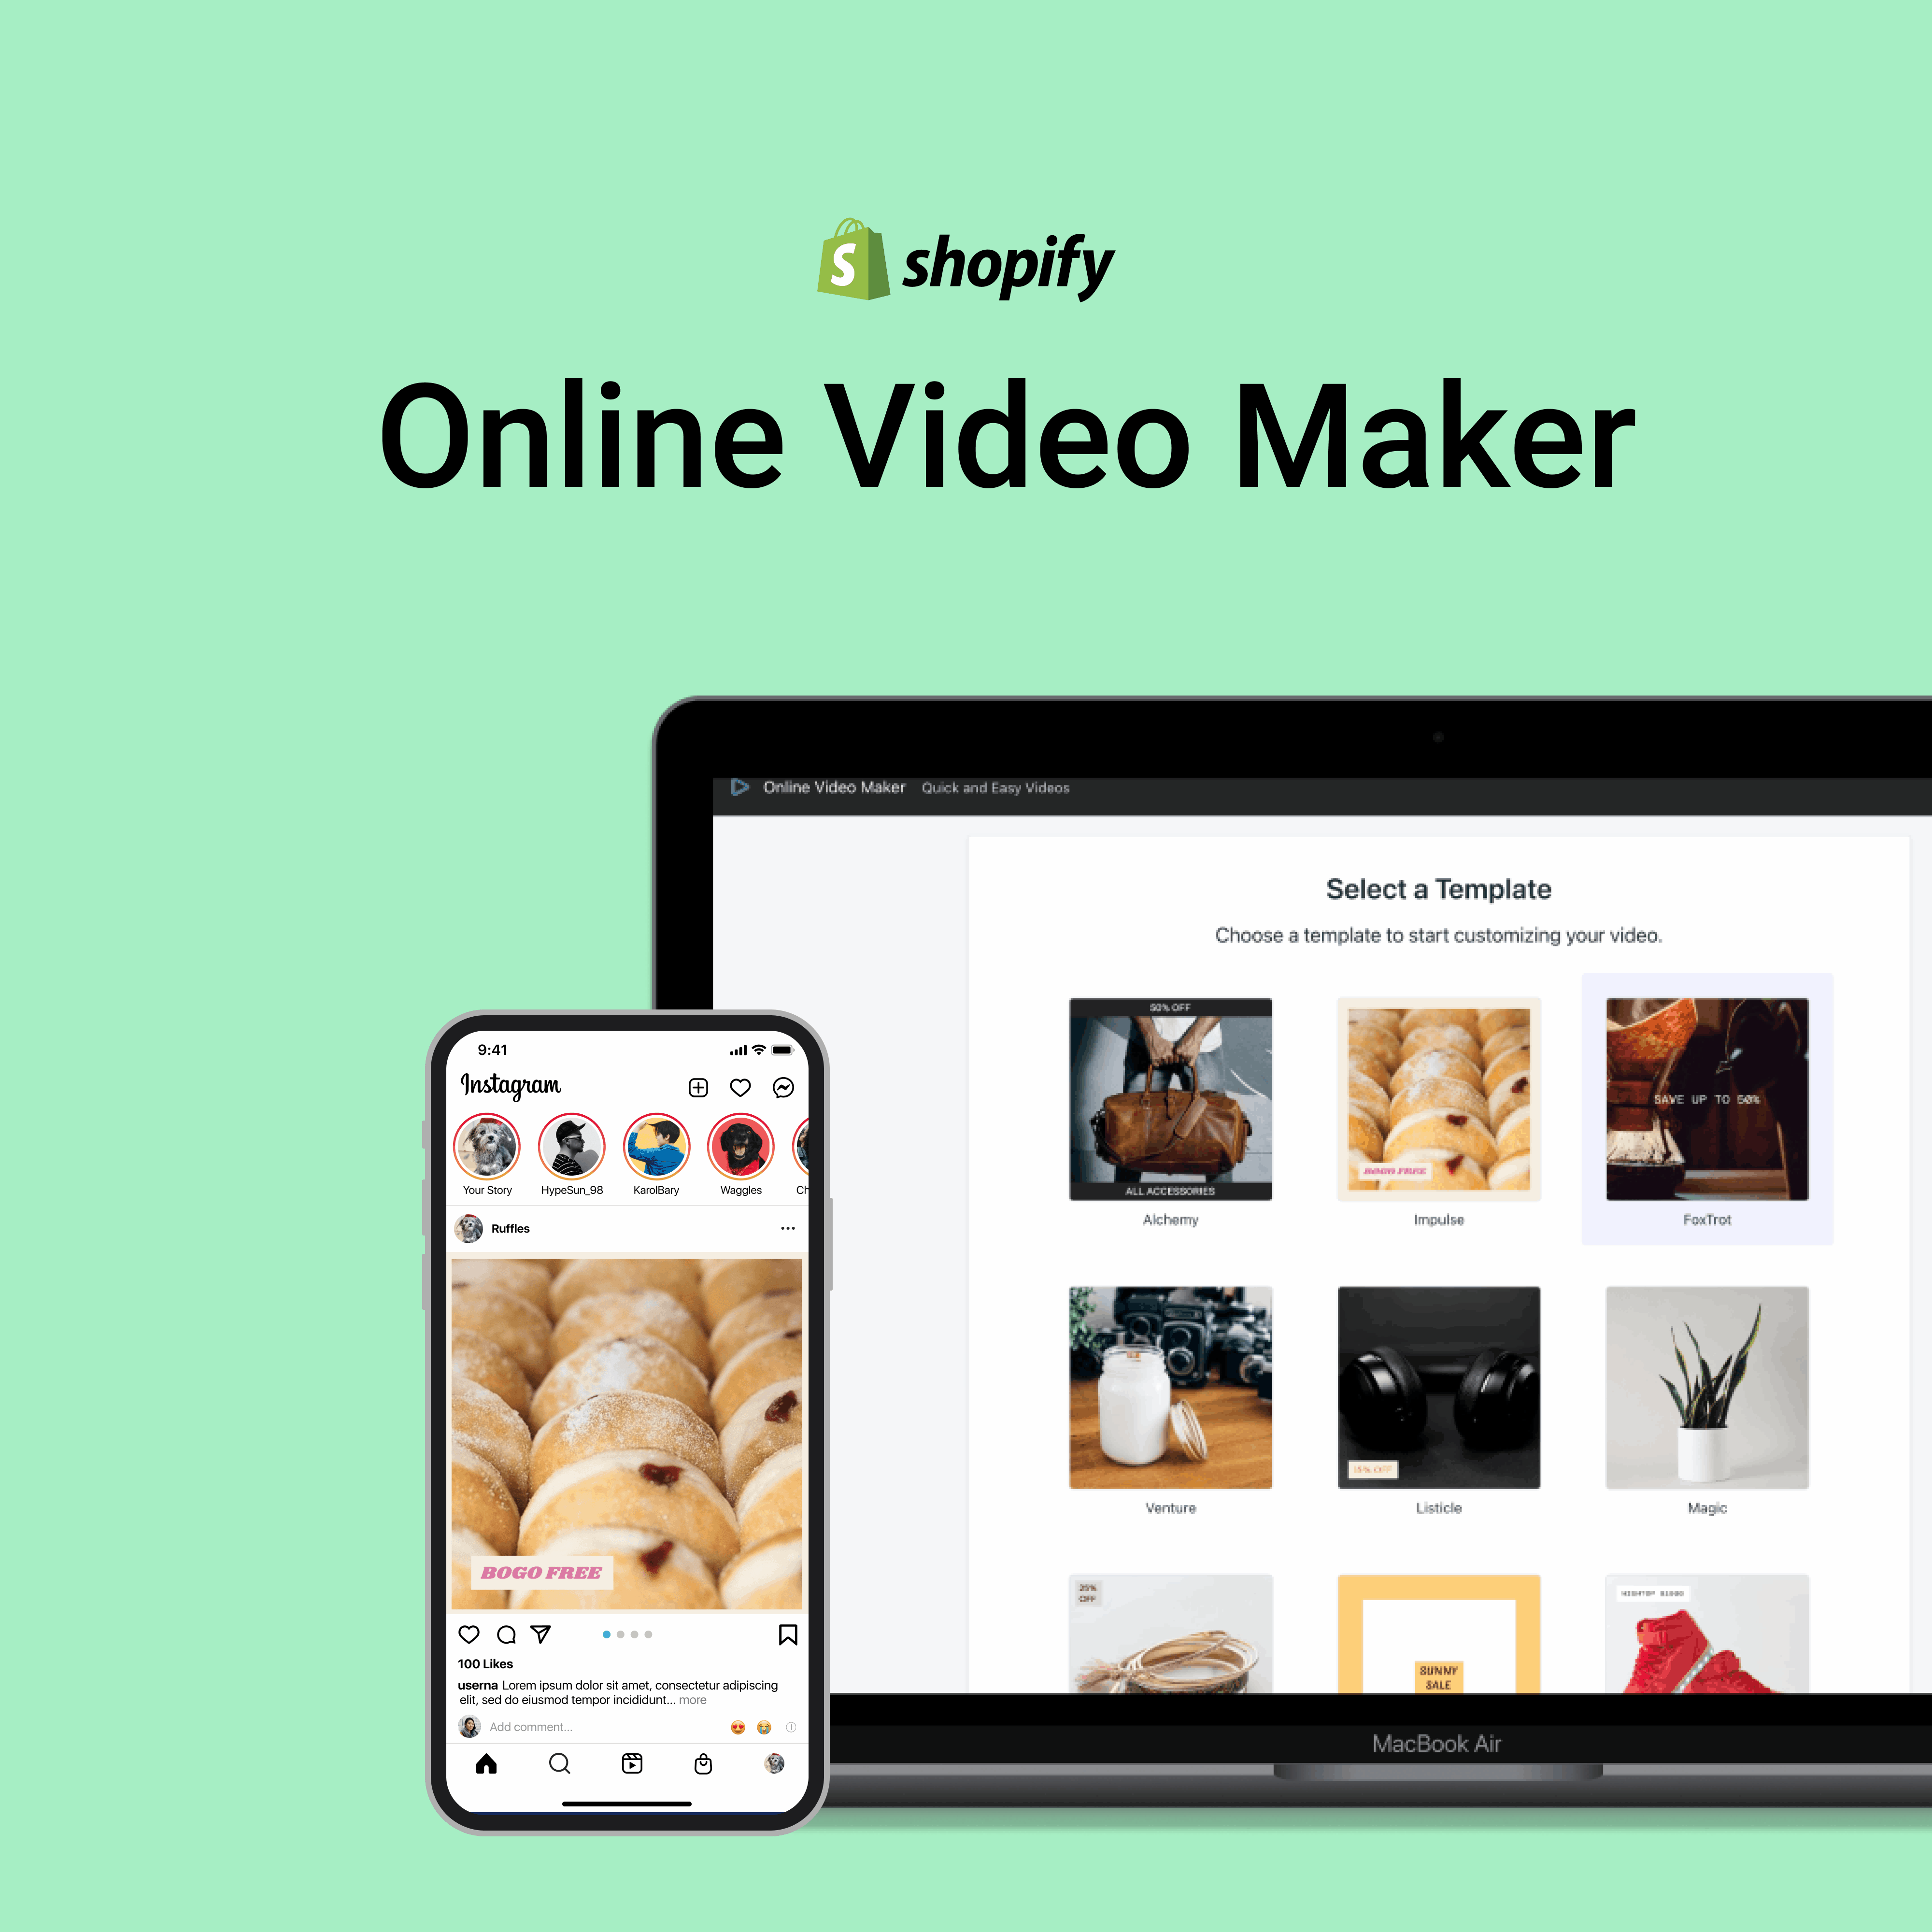 shopify
Online Video Maker
Online Video Maker Quick and Easy Videos
Select a Template
Choose a template to start customizing your video.
50% OFF
ALL ACCESSORIES
Alchemy
BOGO FREE
Impulse
SAVE UP TO 50%
FoxTrot
Venture
15% OFF
Listicle
Magic
25%
OFF
SUNNY
SALE
HIGHTOP
MacBook Air
9:41
Instagram
Your Story
HypeSun_98
KarolBary
Waggles
Ch
Ruffles
BOGO FREE
100 Likes
userna Lorem ipsum dolor sit amet, consectetur adipiscing
elit, sed do eiusmod tempor incididunt... more
Add comment...